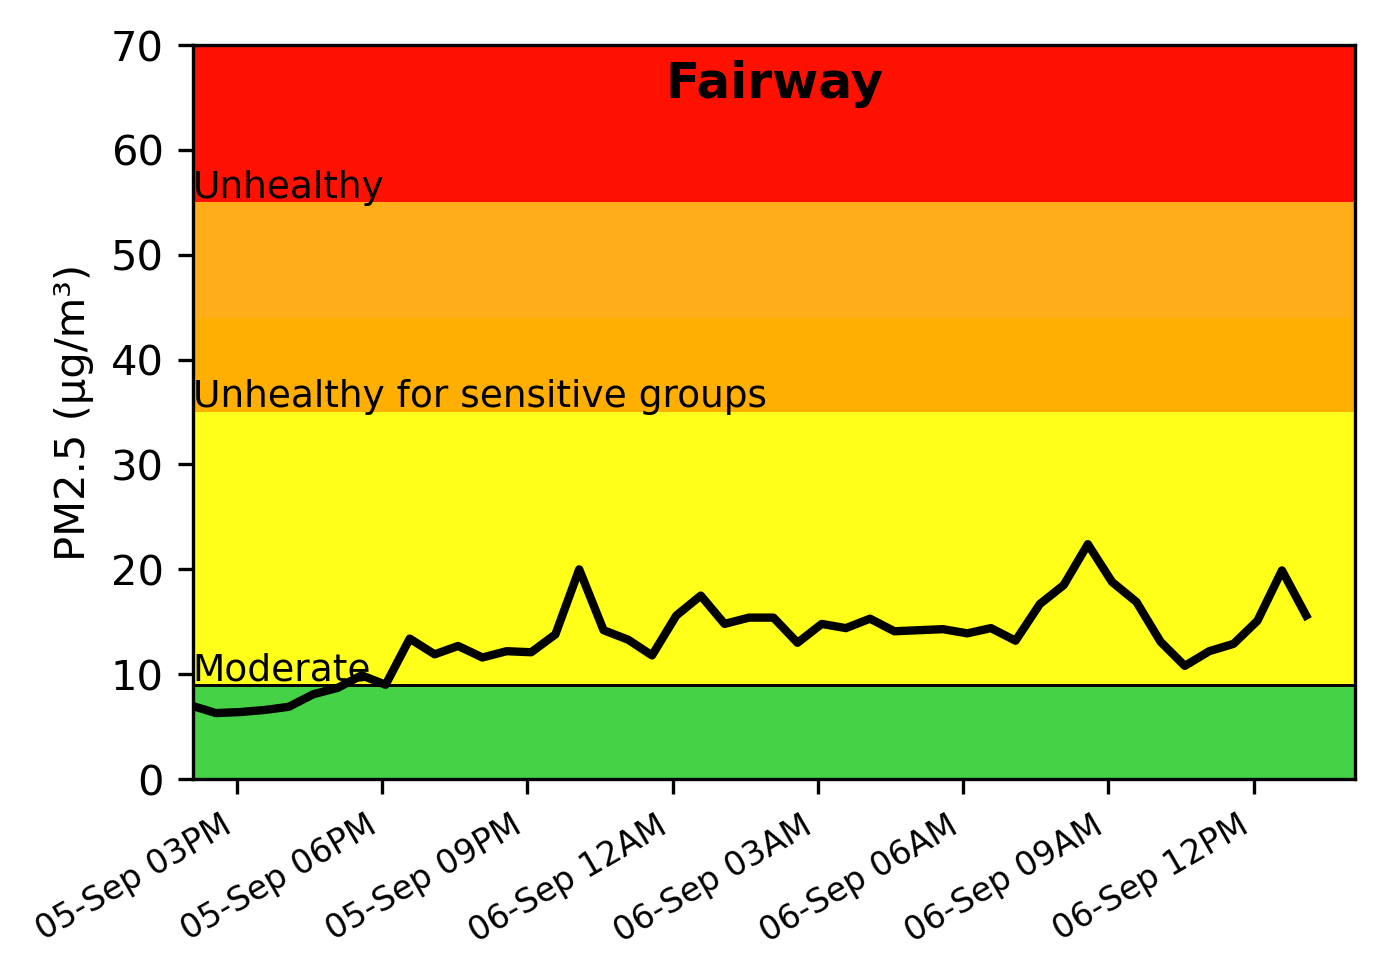 Fairway
PM2.5 (µg/m³)
70
60
50
40
30
20
10
0
Unhealthy
Unhealthy for sensitive groups
Moderate
05-Sep 03PM
05-Sep 06PM
05-Sep 09PM
06-Sep 12AM
06-Sep 03AM
06-Sep 06AM
06-Sep 09AM
06-Sep 12PM